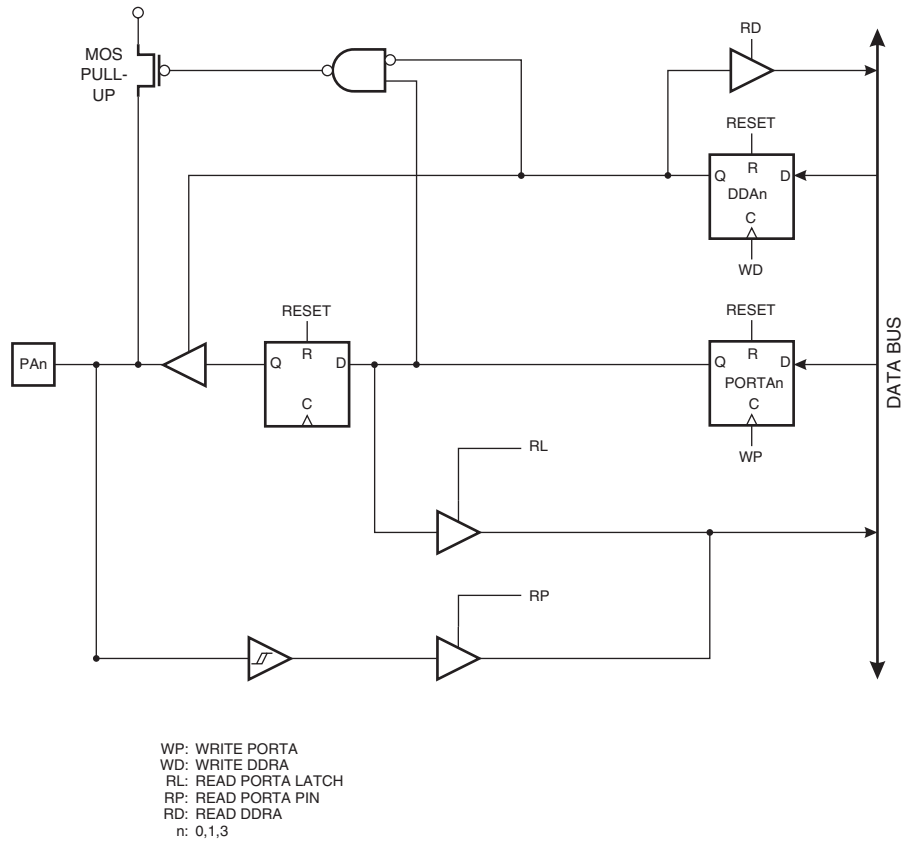 MOS
PULL-
UP
RD
RESET
R
Q
D
DDAn
C
WD
RESET
R
Q
D
C
RESET
R
Q
D
PORTAn
C
WP
PAn
DATA BUS
RL
RP
WP: WRITE PORTA
WD: WRITE DDRA
RL: READ PORTA LATCH
RP: READ PORTA PIN
RD: READ DDRA
n: 0,1,3